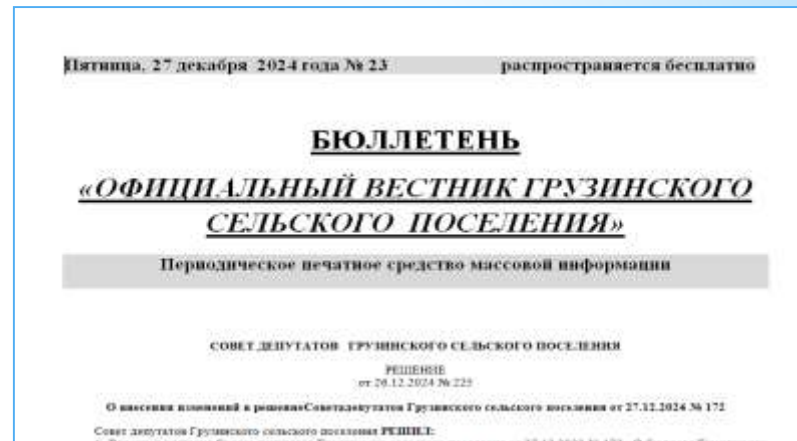 Пятница, 27 декабря 2024 года № 23 распространяется бесплатно
БЮЛЛЕТЕНЬ
«ОФИЦИАЛЬНЫЙ ВЕСТНИК ГРУЗИНСКОГО
СЕЛЬСКОГО ПОСЕЛЕНИЯ»
Периодическое печатное средство массовой информации
СОВЕТ ДЕПУТАТОВ ГРУЗИНСКОГО СЕЛЬСКОГО ПОСЕЛЕНИЯ
РЕШЕНИЕ
от 26.12.2024 № 225
О внесении изменений в решениеСоветадепутатов Грузинского сельского поселения от 27.12.2024 № 172
Совет депутатов Грузинского сельского поселения РЕШИЛ: